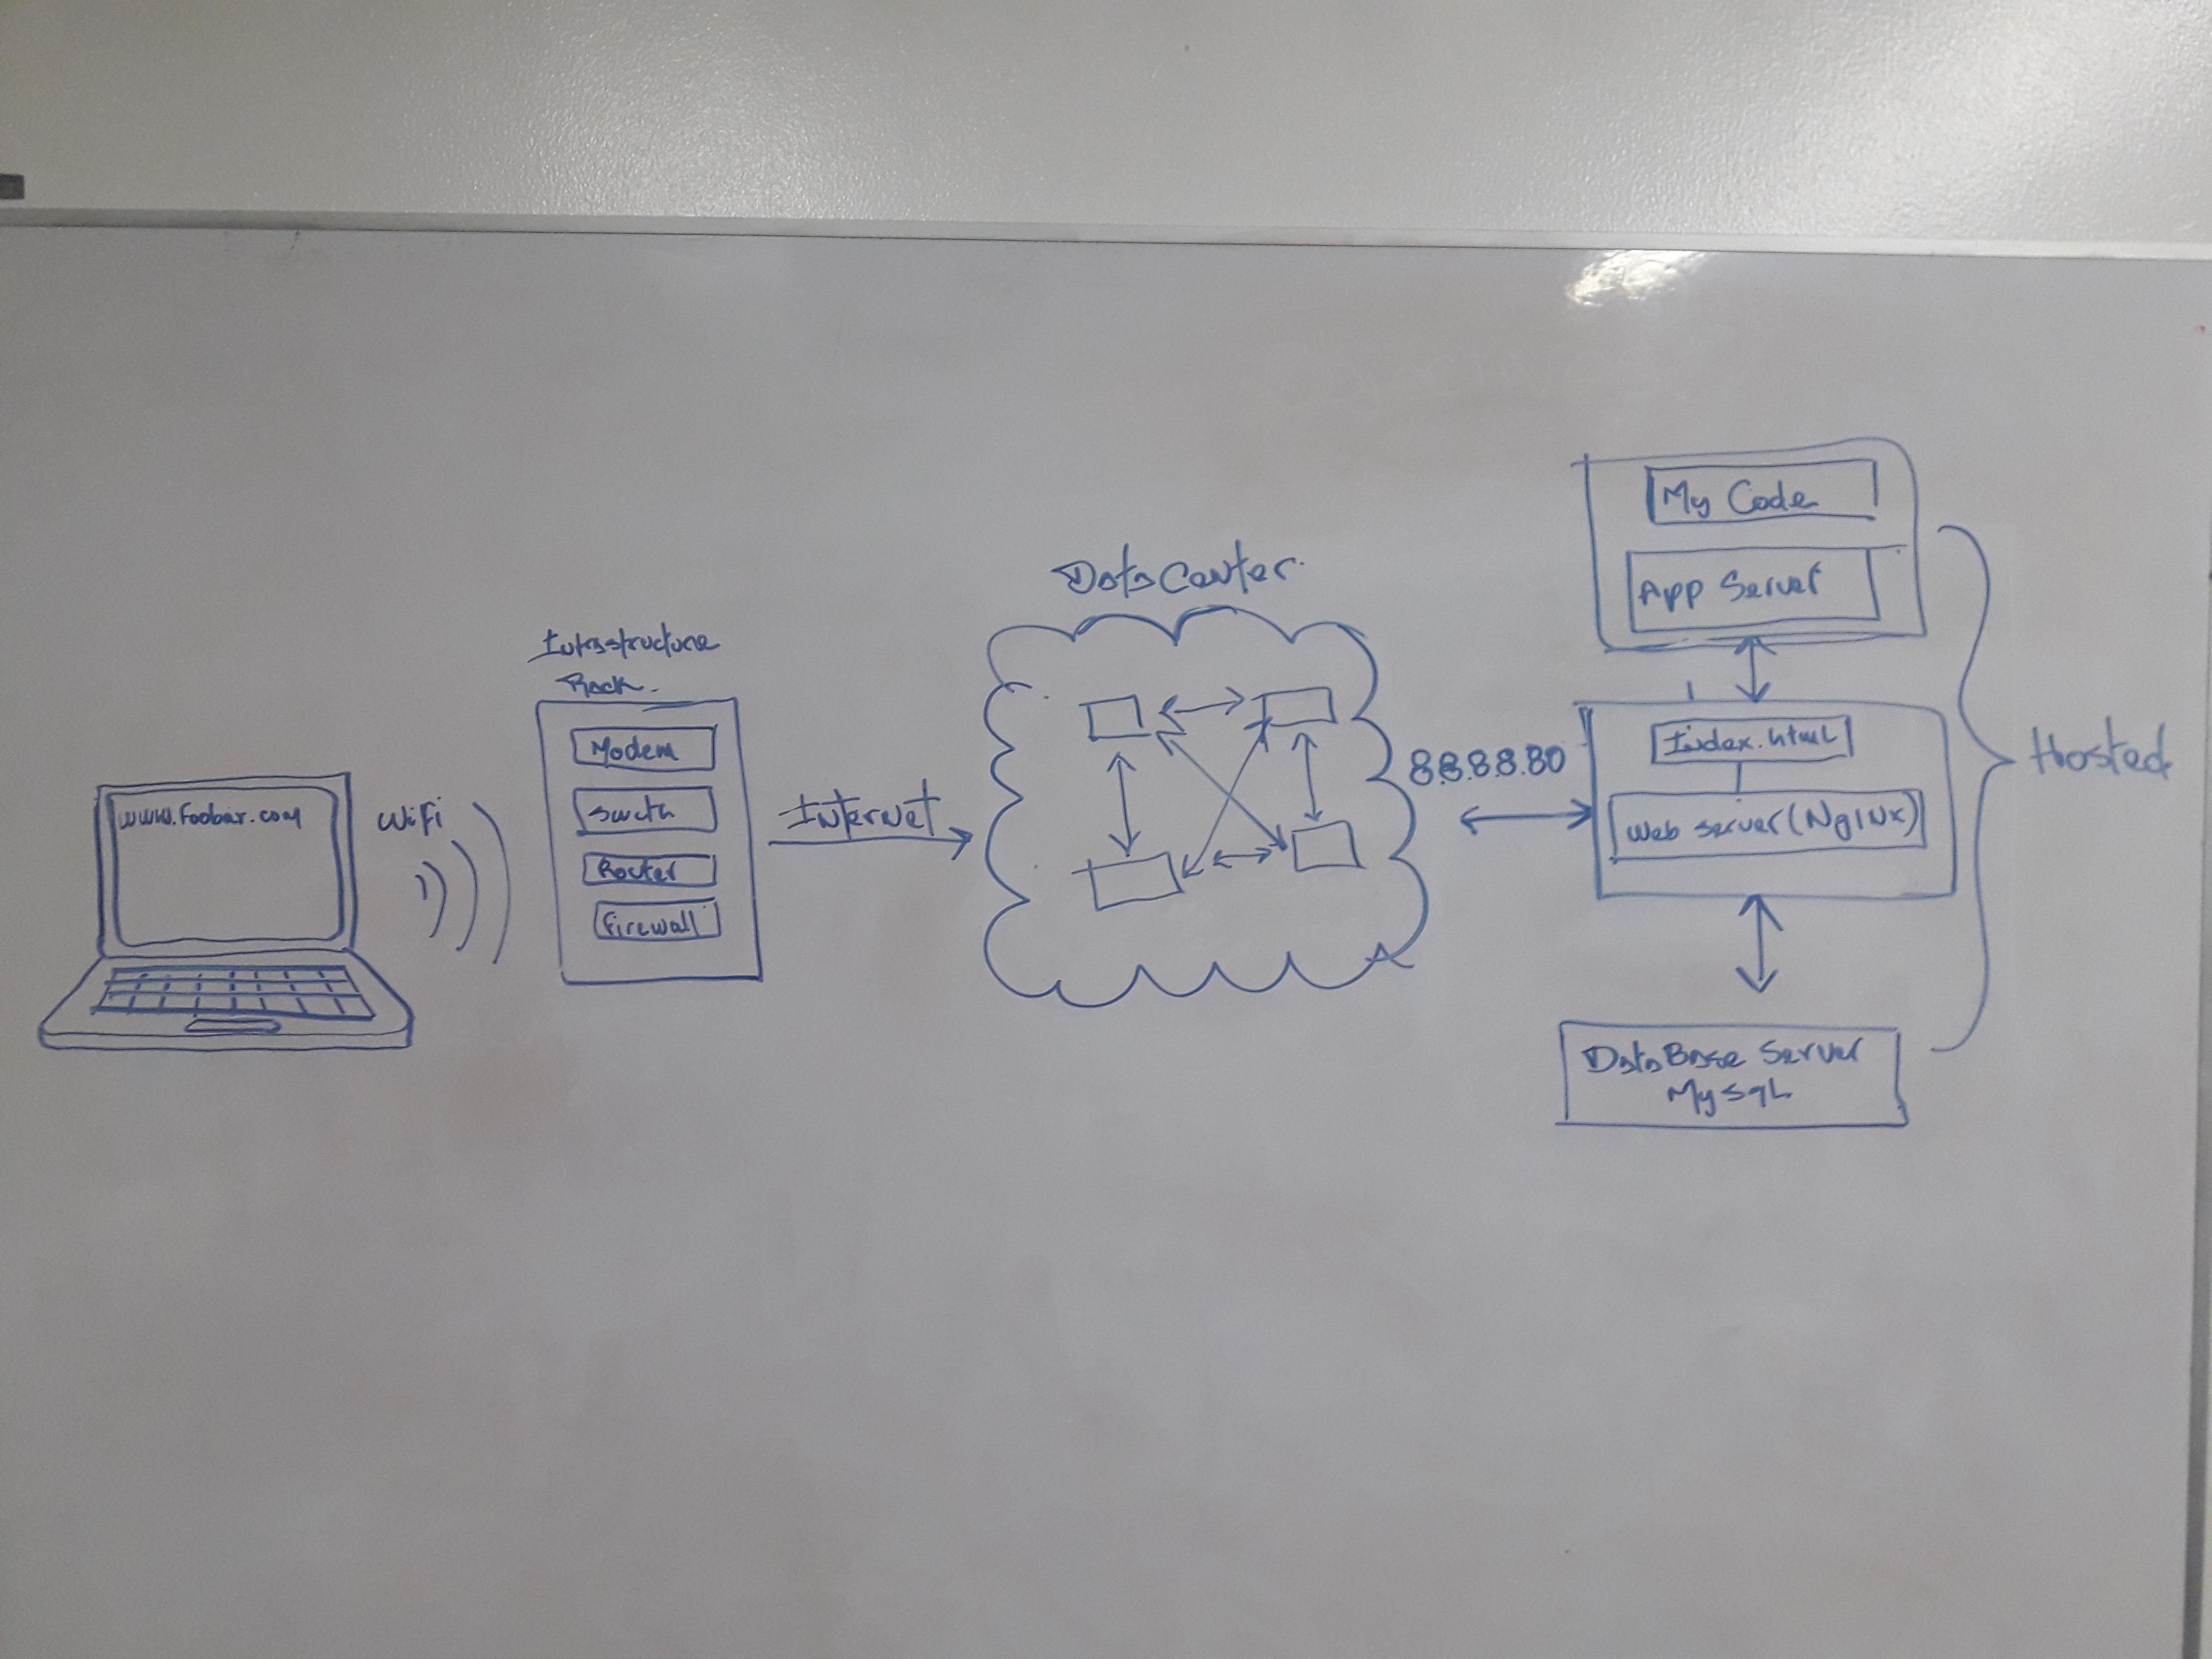 www.foobar.com
WiFi
Infrastructure
Rack.
Modem
Swcth
Router
firewall
Internet
Data Center.
8.8.8.8.80
My Code
App Server
Index.html
Web server (NgINx)
DataBase Server
MysqL
Hosted